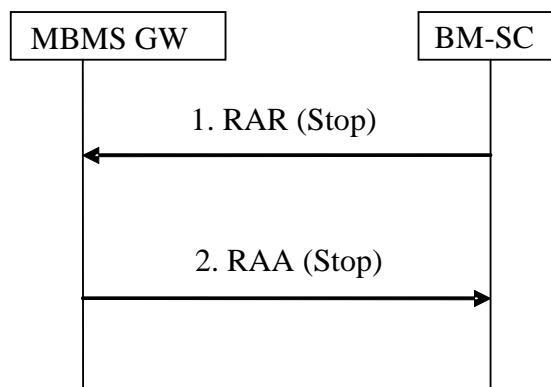 MBMS GW
BM-SC
1. RAR (Stop)
2. RAA (Stop)